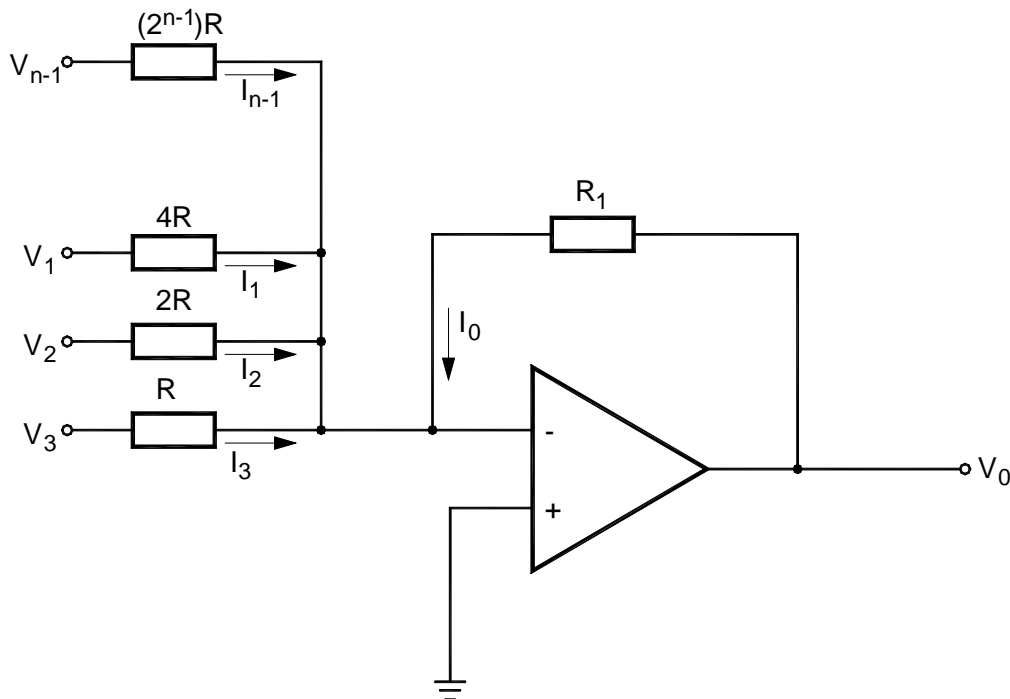 (2ⁿ⁻¹)R
Vₙ₋₁
Iₙ₋₁
R₁
4R
V₁
I₁
2R
I₀
V₂
I₂
R
V₃
-
I₃
V₀
+